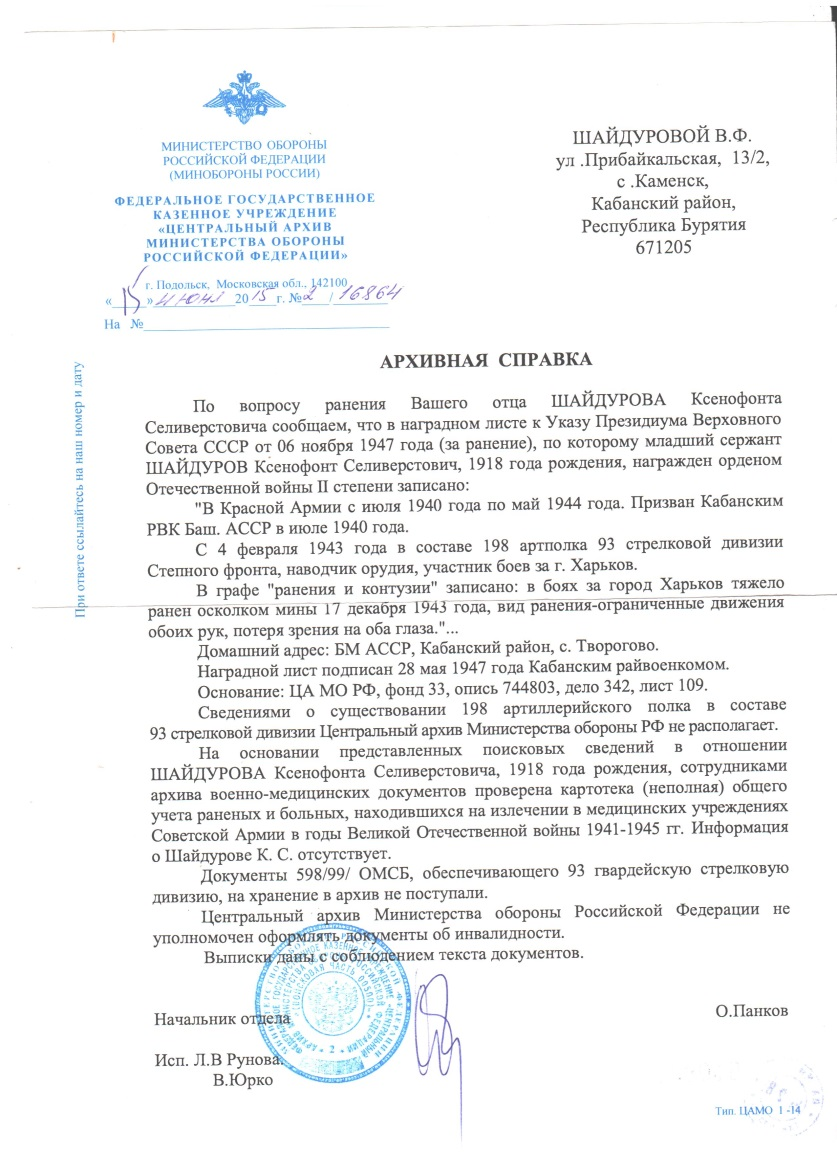 МИНИСТЕРСТВО ОБОРОНЫ
РОССИЙСКОЙ ФЕДЕРАЦИИ
(МИНОБОРОНЫ РОССИИ)
ФЕДЕРАЛЬНОЕ ГОСУДАРСТВЕННОЕ
КАЗЕННОЕ УЧРЕЖДЕНИЕ
«ЦЕНТРАЛЬНЫЙ АРХИВ
МИНИСТЕРСТВА ОБОРОНЫ
РОССИЙСКОЙ ФЕДЕРАЦИИ»
г. Подольск, Московская обл., 142100
«15» июня 2015 г. №2 / 16864
На №
ШАЙДУРОВОЙ В.Ф.
ул .Прибайкальская, 13/2,
с .Каменск,
Кабанский район,
Республика Бурятия
671205
При ответе ссылайтесь на наш номер и дату
АРХИВНАЯ СПРАВКА
По вопросу ранения Вашего отца ШАЙДУРОВА Ксенофонта
Селиверстовича сообщаем, что в наградном листе к Указу Президиума Верховного
Совета СССР от 06 ноября 1947 года (за ранение), по которому младший сержант
ШАЙДУРОВ Ксенофонт Селиверстович, 1918 года рождения, награжден орденом
Отечественной войны II степени записано:
"В Красной Армии с июля 1940 года по май 1944 года. Призван Кабанским
РВК Баш. АССР в июле 1940 года.
С 4 февраля 1943 года в составе 198 артполка 93 стрелковой дивизии
Степного фронта, наводчик орудия, участник боев за г. Харьков.
В графе "ранения и контузии" записано: в боях за город Харьков тяжело
ранен осколком мины 17 декабря 1943 года, вид ранения-ограниченные движения
обоих рук, потеря зрения на оба глаза."...
Домашний адрес: БМ АССР, Кабанский район, с. Творогово.
Наградной лист подписан 28 мая 1947 года Кабанским райвоенкомом.
Основание: ЦА МО РФ, фонд 33, опись 744803, дело 342, лист 109.
Сведениями о существовании 198 артиллерийского полка в составе
93 стрелковой дивизии Центральный архив Министерства обороны РФ не располагает.
На основании представленных поисковых сведений в отношении
ШАЙДУРОВА Ксенофонта Селиверстовича, 1918 года рождения, сотрудниками
архива военно-медицинских документов проверена картотека (неполная) общего
учета раненых и больных, находившихся на излечении в медицинских учреждениях
Советской Армии в годы Великой Отечественной войны 1941-1945 гг. Информация
о Шайдурове К. С. отсутствует.
Документы 598/99/ ОМСБ, обеспечивающего 93 гвардейскую стрелковую
дивизию, на хранение в архив не поступали.
Центральный архив Министерства обороны Российской Федерации не
уполномочен оформлять документы об инвалидности.
Выписки даны с соблюдением текста документов.
Начальник отдела
О.Панков
Исп. Л.В Рунова.
В.Юрко
Тип. ЦАМО 1 -14